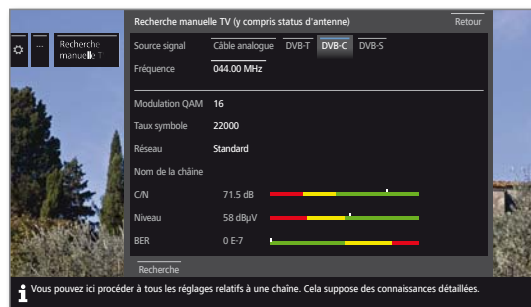 Recherche manuelle TV (y compris status d'antenne) Retour
... Recherche
manuelle T
Source signal Câble analogue DVB-T DVB-C DVB-S
Fréquence 044.00 MHz
Modulation QAM 16
Taux symbole 22000
Réseau Standard
Nom de la chaîne
C/N 71.5 dB
Niveau 58 dBµV
BER 0 E-7
Recherche
i Vous pouvez ici procéder à tous les réglages relatifs à une chaîne. Cela suppose des connaissances détaillées.